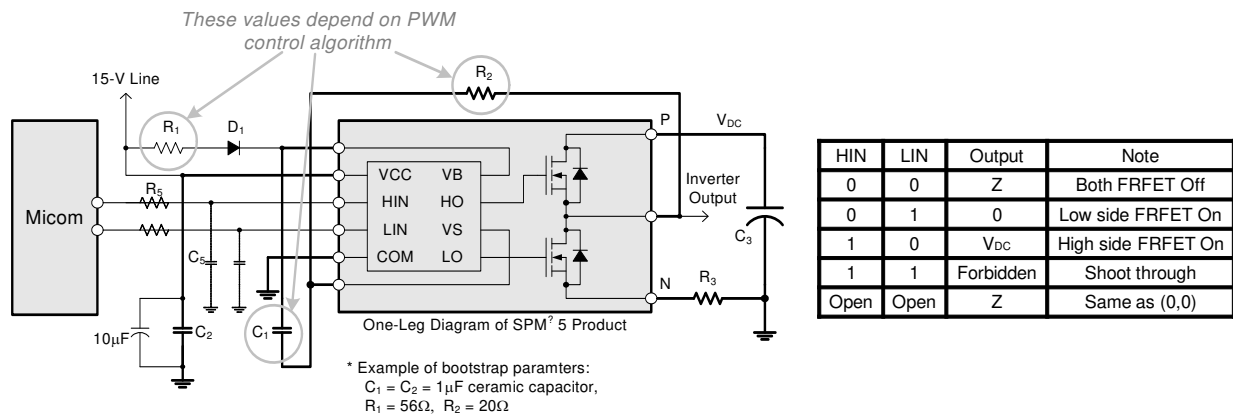 These values depend on PWM
control algorithm
15-V Line
R2
R1
D1
P
VDC
Micom
R5
VCC VB
HIN HO
LIN VS
COM LO
Inverter
Output
C5
C3
N
R3
10μF
C2
C1
One-Leg Diagram of SPM? 5 Product
* Example of bootstrap paramters:
C1 = C2 = 1μF ceramic capacitor,
R1 = 56Ω, R2 = 20Ω
HIN LIN Output Note
0 0 Z Both FRFET Off
0 1 0 Low side FRFET On
1 0 VDC High side FRFET On
1 1 Forbidden Shoot through
Open Open Z Same as (0,0)